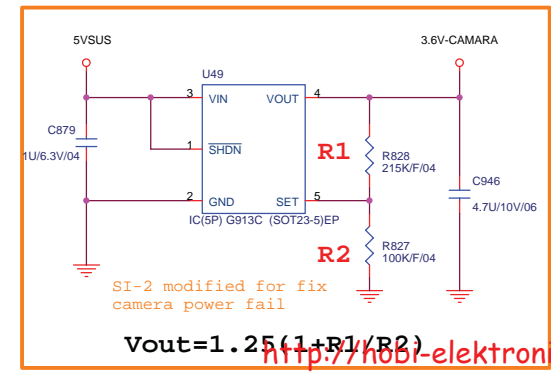 5VSUS
3.6V-CAMARA
U49
3
VIN
VOUT
4
C879
1U/6.3V/04
1
SHDN
R1
R828
215K/F/04
2
GND
SET
5
C946
4.7U/10V/06
IC(5P) G913C (SOT23-5)EP
R2
R827
100K/F/04
SI-2 modified for fix
camera power fail
Vout=1.25(1+R1/R2)
http://hobi-elektroni